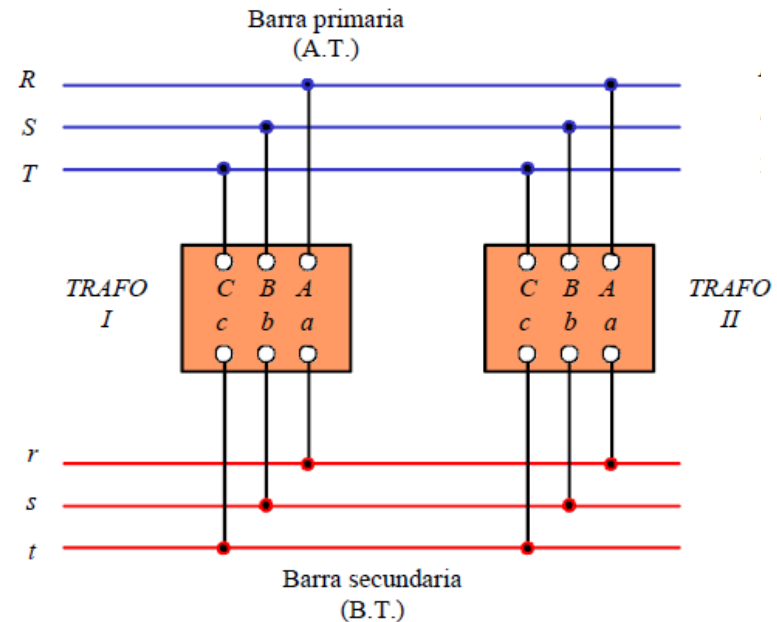 Barra primaria
(A.T.)
R
S
T
TRAFO
I
C B A
c b a
C B A
c b a
TRAFO
II
r
s
t
Barra secundaria
(B.T.)